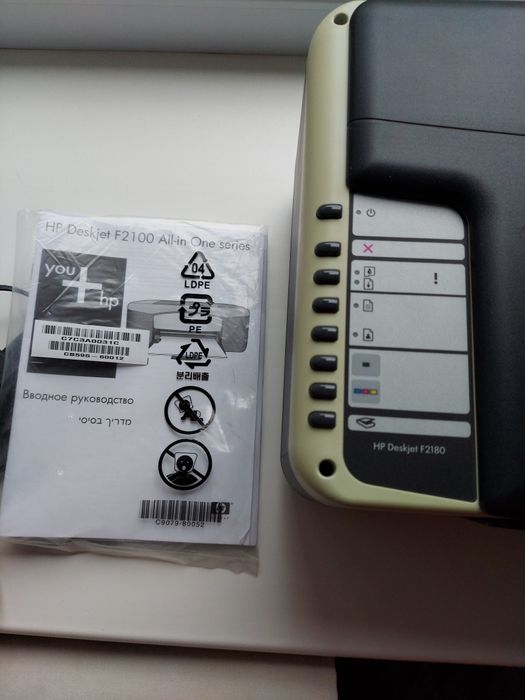 HP Deskjet F2100 All-in-One series
you
hp
04
LDPE
PE
LDPE
분리배출
C7C3A0031C
CB595-60012
Вводное руководство
מדריך בסיסי
hp
C9079-80052
!
HP Deskjet F2180